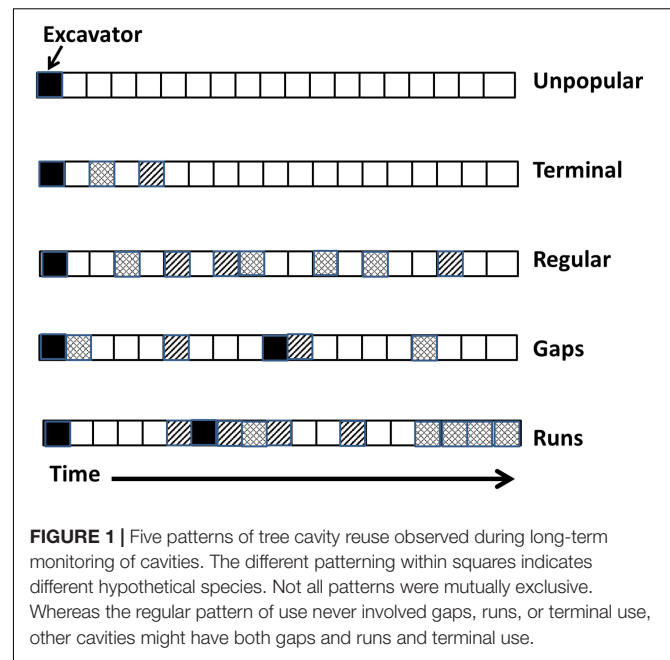 Excavator
Unpopular
Terminal
Regular
Gaps
Runs
Time
FIGURE 1 | Five patterns of tree cavity reuse observed during long-term
monitoring of cavities. The different patterning within squares indicates
different hypothetical species. Not all patterns were mutually exclusive.
Whereas the regular pattern of use never involved gaps, runs, or terminal use,
other cavities might have both gaps and runs and terminal use.